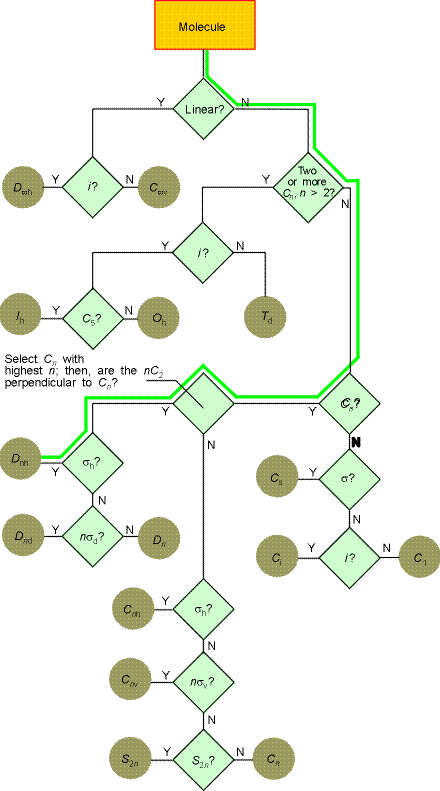 Molecule
Y
Linear?
N
D∞h
Y
i?
N
C∞v
Y
Two
or more
Cn, n > 2?
N
Y
i?
N
Ih
Y
C5?
N
Oh
Td
Select Cn with
highest n; then, are the nC2
perpendicular to Cn?
Y
Y
Cn?
N
N
Dnh
Y
σh?
Cs
Y
σ?
N
N
Dnd
Y
nσd?
N
Dn
Ci
Y
i?
N
C1
Cnh
Y
σh?
N
Cnv
Y
nσv?
N
S2n
Y
S2n?
N
Cn